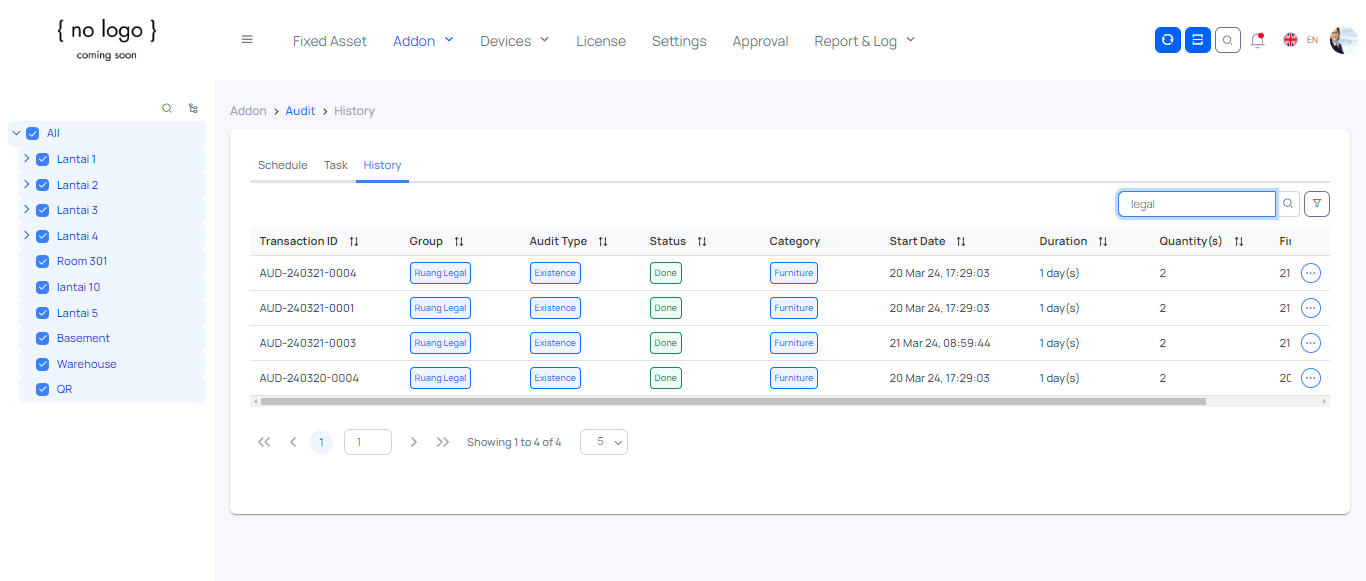 { no logo }
coming soon
Fixed Asset Addon Devices License Settings Approval Report & Log EN
All
Lantai 1
Lantai 2
Lantai 3
Lantai 4
Room 301
lantai 10
Lantai 5
Basement
Warehouse
QR
Addon > Audit > History
Schedule Task History
legal
Transaction ID Group Audit Type Status Category Start Date Duration Quantity(s) Fi
AUD-240321-0004 Ruang Legal Existence Done Furniture 20 Mar 24, 17:29:03 1 day(s) 2 21
AUD-240321-0001 Ruang Legal Existence Done Furniture 20 Mar 24, 17:29:03 1 day(s) 2 21
AUD-240321-0003 Ruang Legal Existence Done Furniture 21 Mar 24, 08:59:44 1 day(s) 2 21
AUD-240320-0004 Ruang Legal Existence Done Furniture 20 Mar 24, 17:29:03 1 day(s) 2 20
1 1 Showing 1 to 4 of 4 5